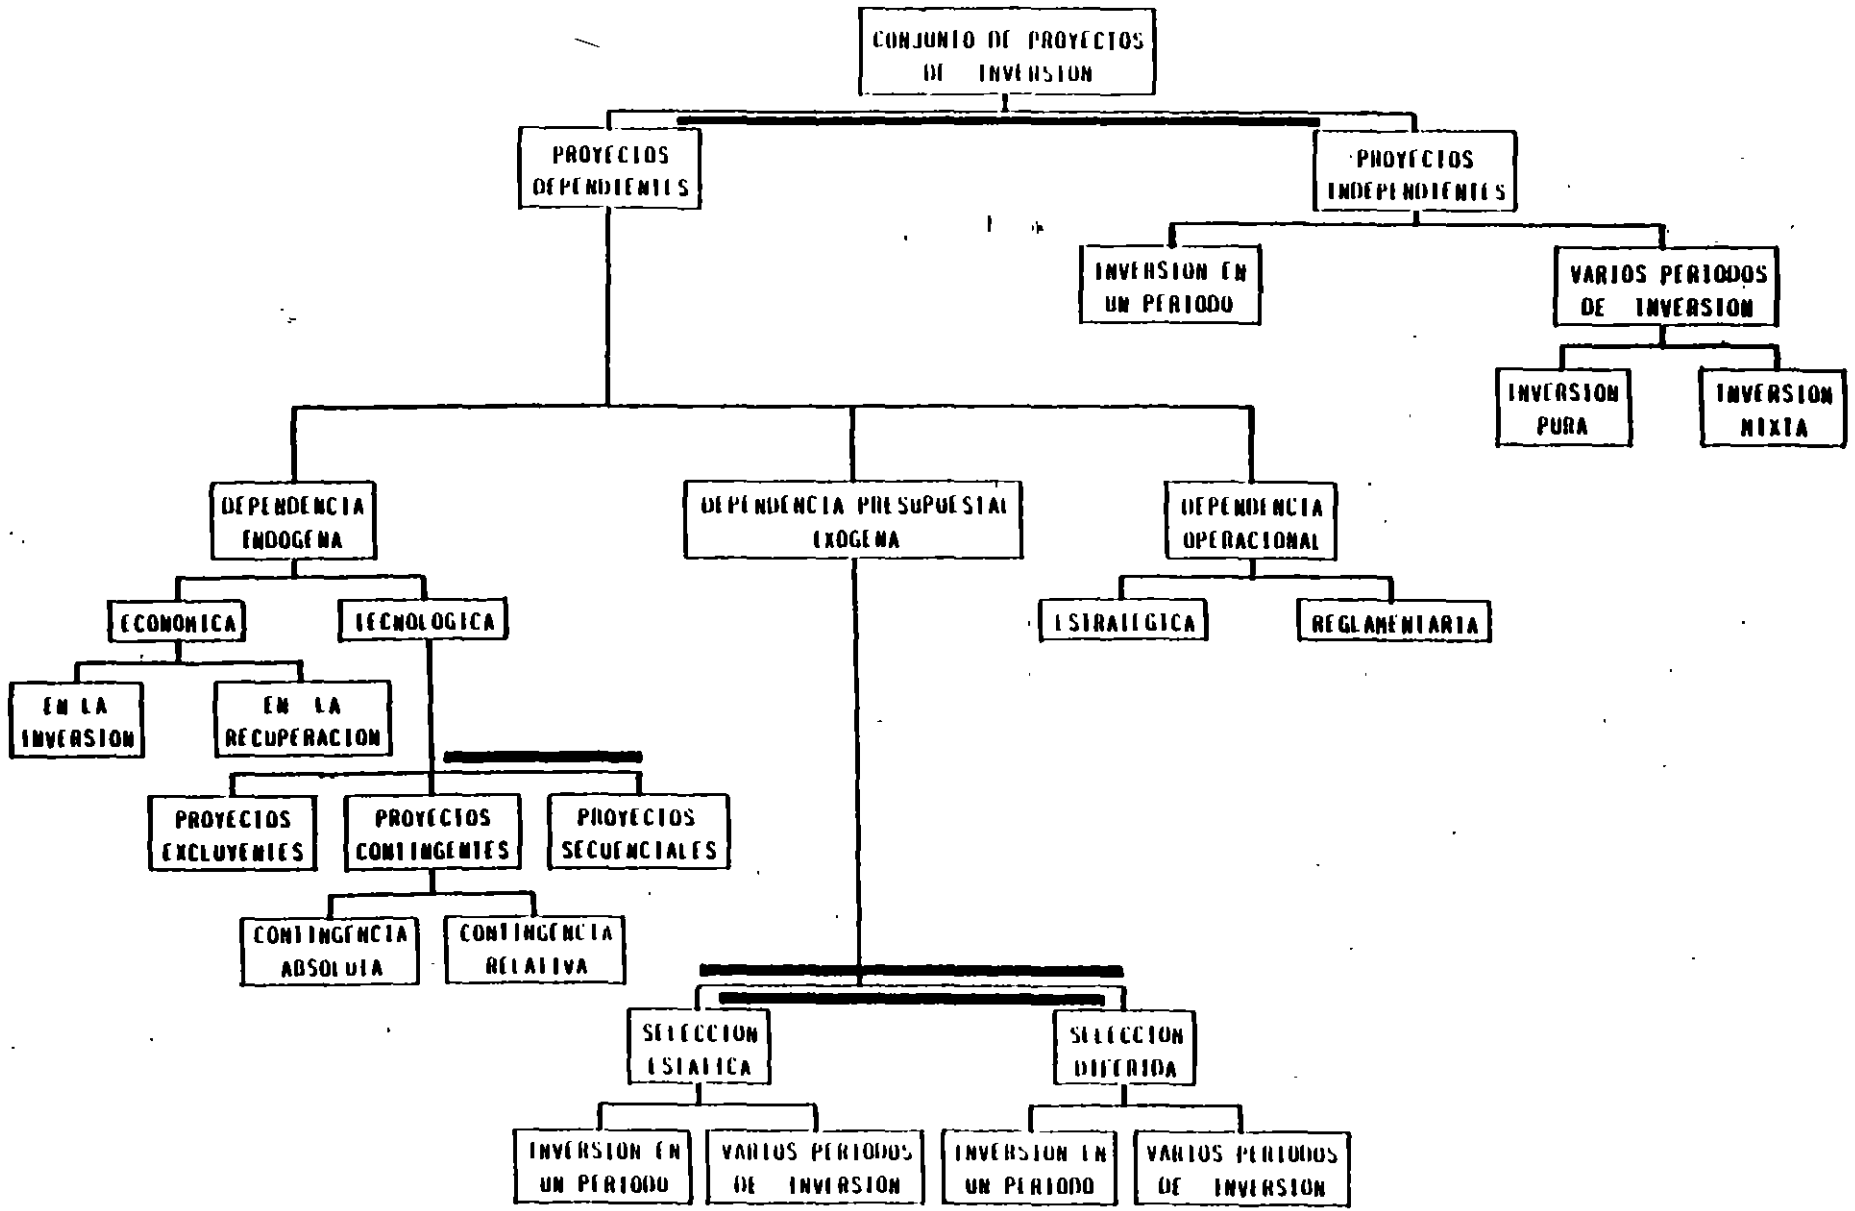 CONJUNTO DE PROYECTOS
DE INVERSION
PROYECTOS
DEPENDIENTES
PROYECTOS
INDEPENDIENTES
INVERSION EN
UN PERIODO
VARIOS PERIODOS
DE INVERSION
INVERSION
PURA
INVERSION
MIXTA
DEPENDENCIA
ENDOGENA
DEPENDENCIA PRESUPUESTAL
EXOGENA
DEPENDENCIA
OPERACIONAL
ECONOMICA
TECNOLOGICA
ESTRATEGICA
REGLAMENTARIA
EN LA
INVERSION
EN LA
RECUPERACION
PROYECTOS
EXCLUYENTES
PROYECTOS
CONTINGENTES
PROYECTOS
SECUENCIALES
CONTINGENCIA
ABSOLUTA
CONTINGENCIA
RELATIVA
SELECCION
ESTATICA
SELECCION
DIFERIDA
INVERSION EN
UN PERIODO
VARIOS PERIODOS
DE INVERSION
INVERSION EN
UN PERIODO
VARIOS PERIODOS
DE INVERSION